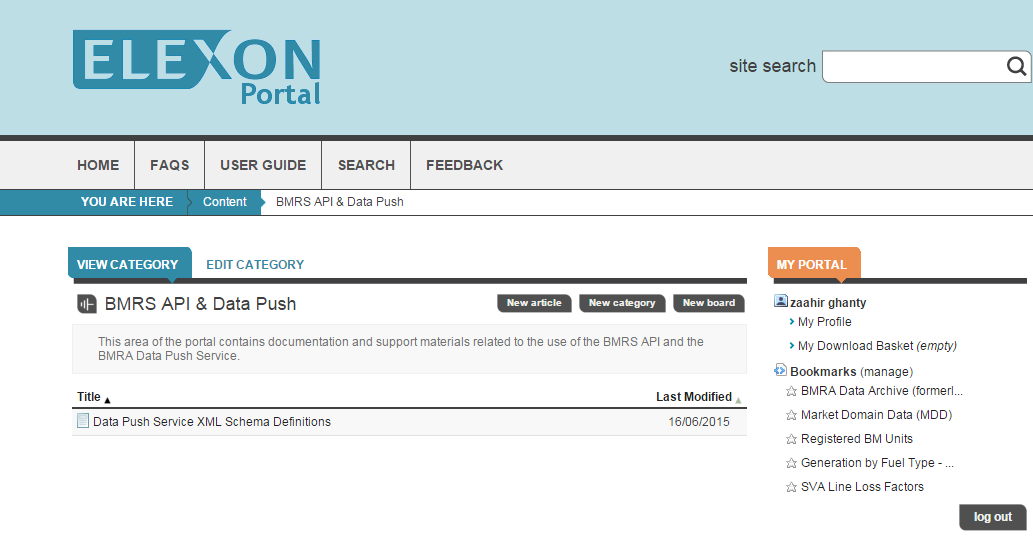 ELEXON
Portal
site search
HOME
FAQS
USER GUIDE
SEARCH
FEEDBACK
YOU ARE HERE
Content
BMRS API & Data Push
VIEW CATEGORY
EDIT CATEGORY
BMRS API & Data Push
New article
New category
New board
This area of the portal contains documentation and support materials related to the use of the BMRS API and the
BMRA Data Push Service.
Title
Last Modified
Data Push Service XML Schema Definitions
16/06/2015
MY PORTAL
zaahir ghanty
My Profile
My Download Basket (empty)
Bookmarks (manage)
BMRA Data Archive (formerl...
Market Domain Data (MDD)
Registered BM Units
Generation by Fuel Type - ...
SVA Line Loss Factors
log out